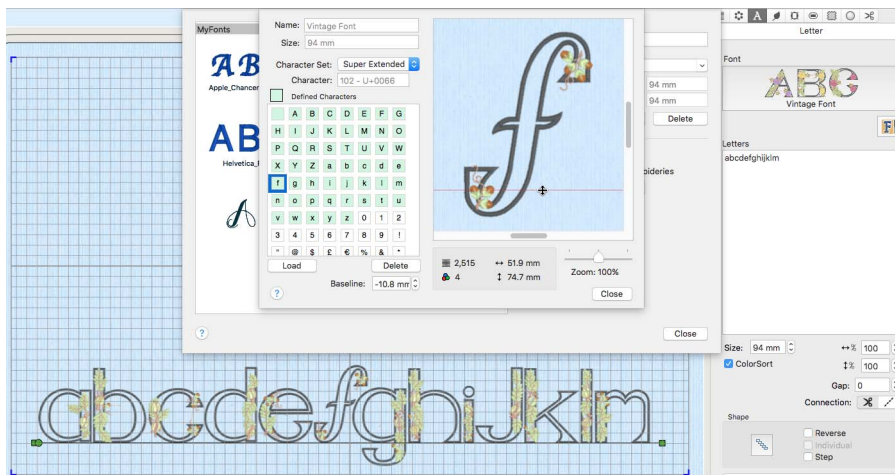 MyFonts
Apple_Chancer
AB
Helvetica_
Name: Vintage Font
Size: 94 mm
Character Set: Super Extended
Character: 102 - U+0066
Defined Characters
A B C D E F G
H I J K L M N O
P Q R S T U V W
X Y Z a b c d e
f g h i j k l m
n o p q r s t u
v w x y z 0 1 2
3 4 5 6 7 8 9 !
" @ $ £ € % & *
Load Delete
Baseline: -10.8 mm
?
f
2,515 51.9 mm
4 74.7 mm
Zoom: 100%
Close
94 mm
94 mm
Delete
oideries
? Close
abcdefghijklm
Letter
Font
ABC
Vintage Font
Letters
abcdefghijklm
Size: 94 mm % 100
ColorSort % 100
Gap: 0
Connection:
Shape
Reverse
Individual
Step